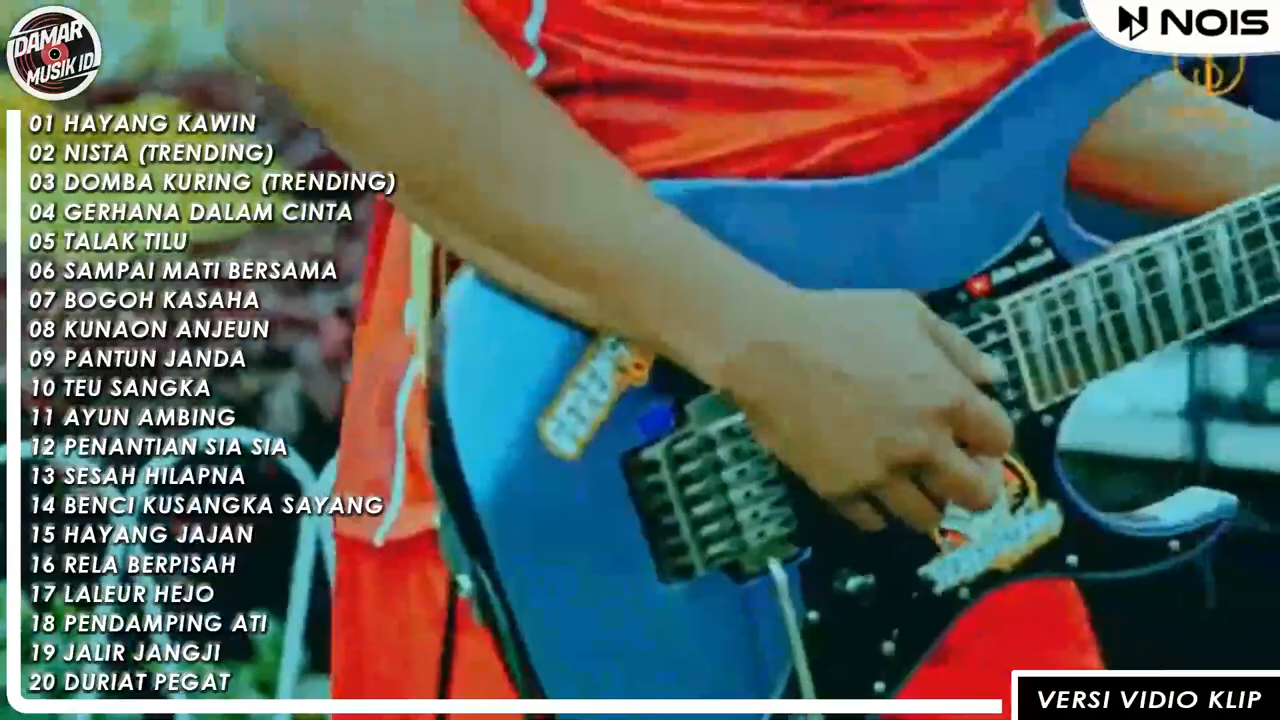 DAMAR
MUSIK ID
NOIS
01 HAYANG KAWIN
02 NISTA (TRENDING)
03 DOMBA KURING (TRENDING)
04 GERHANA DALAM CINTA
05 TALAK TILU
06 SAMPAI MATI BERSAMA
07 BOGOH KASAHA
08 KUNAON ANJEUN
09 PANTUN JANDA
10 TEU SANGKA
11 AYUN AMBING
12 PENANTIAN SIA SIA
13 SESAH HILAPNA
14 BENCI KUSANGKA SAYANG
15 HAYANG JAJAN
16 RELA BERPISAH
17 LALEUR HEJO
18 PENDAMPING ATI
19 JALIR JANGJI
20 DURIAT PEGAT
VERSI VIDIO KLIP